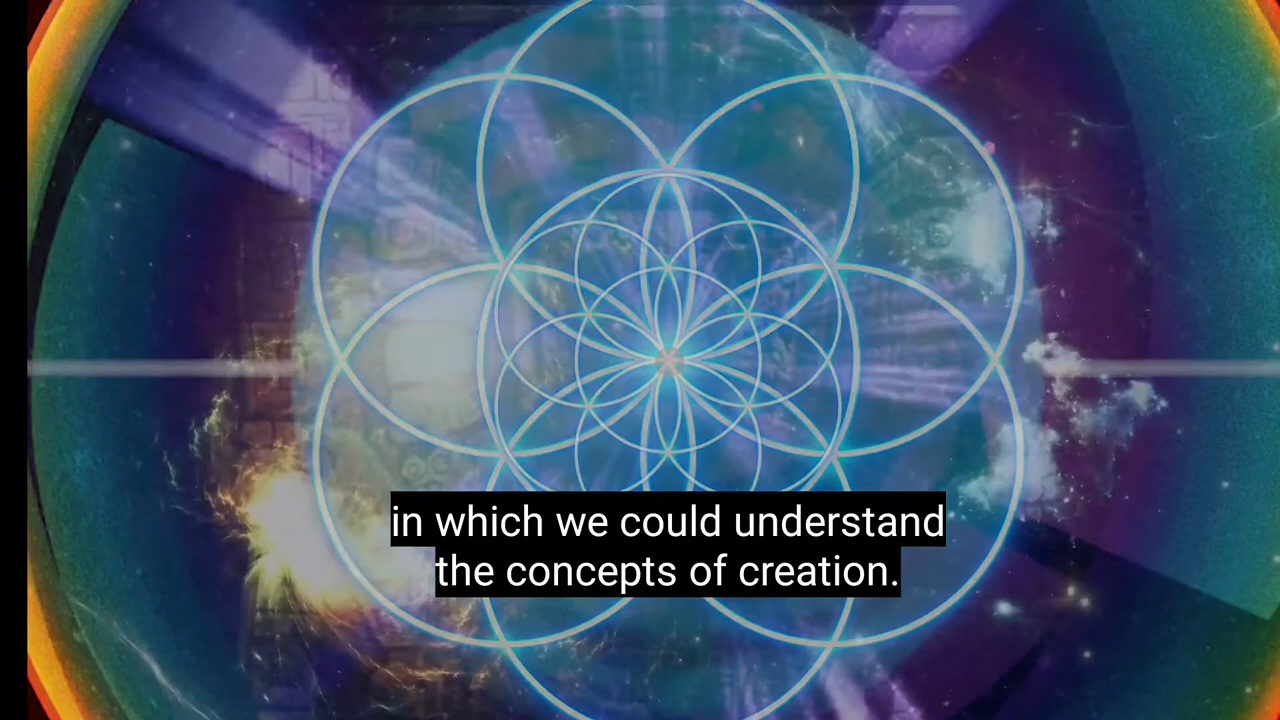 in which we could understand
the concepts of creation.